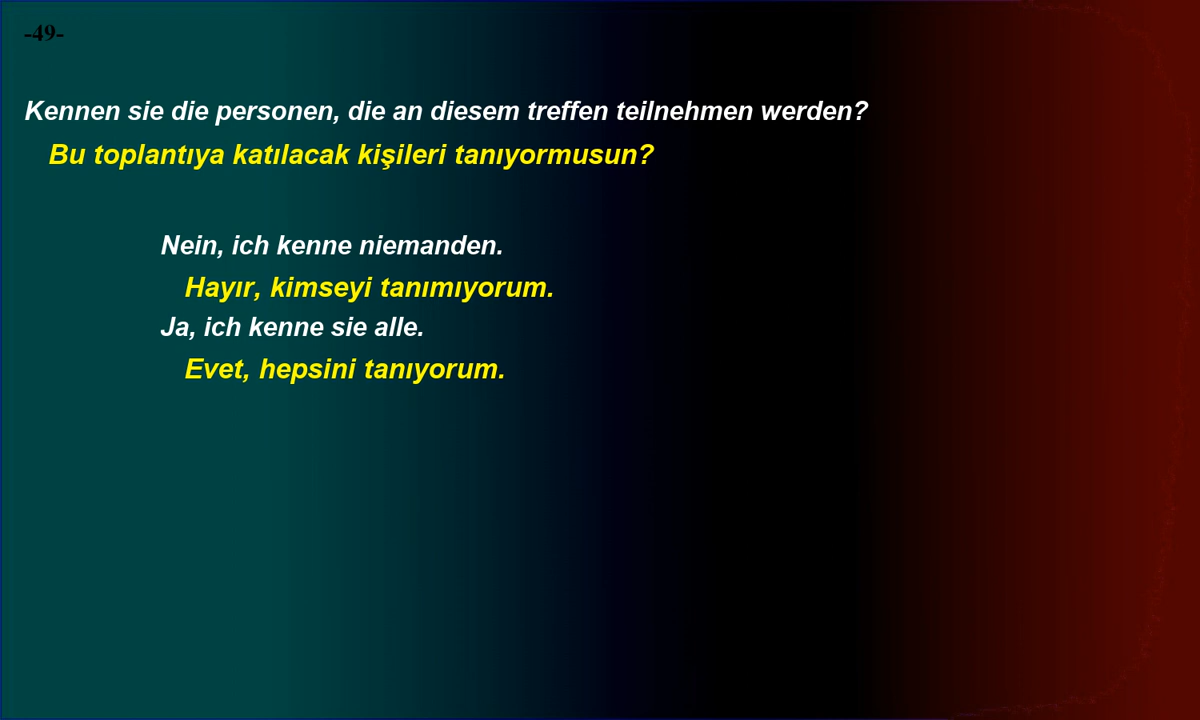 -49-
Kennen sie die personen, die an diesem treffen teilnehmen werden?
Bu toplantıya katılacak kişileri tanıyormusun?
Nein, ich kenne niemanden.
Hayır, kimseyi tanımıyorum.
Ja, ich kenne sie alle.
Evet, hepsini tanıyorum.